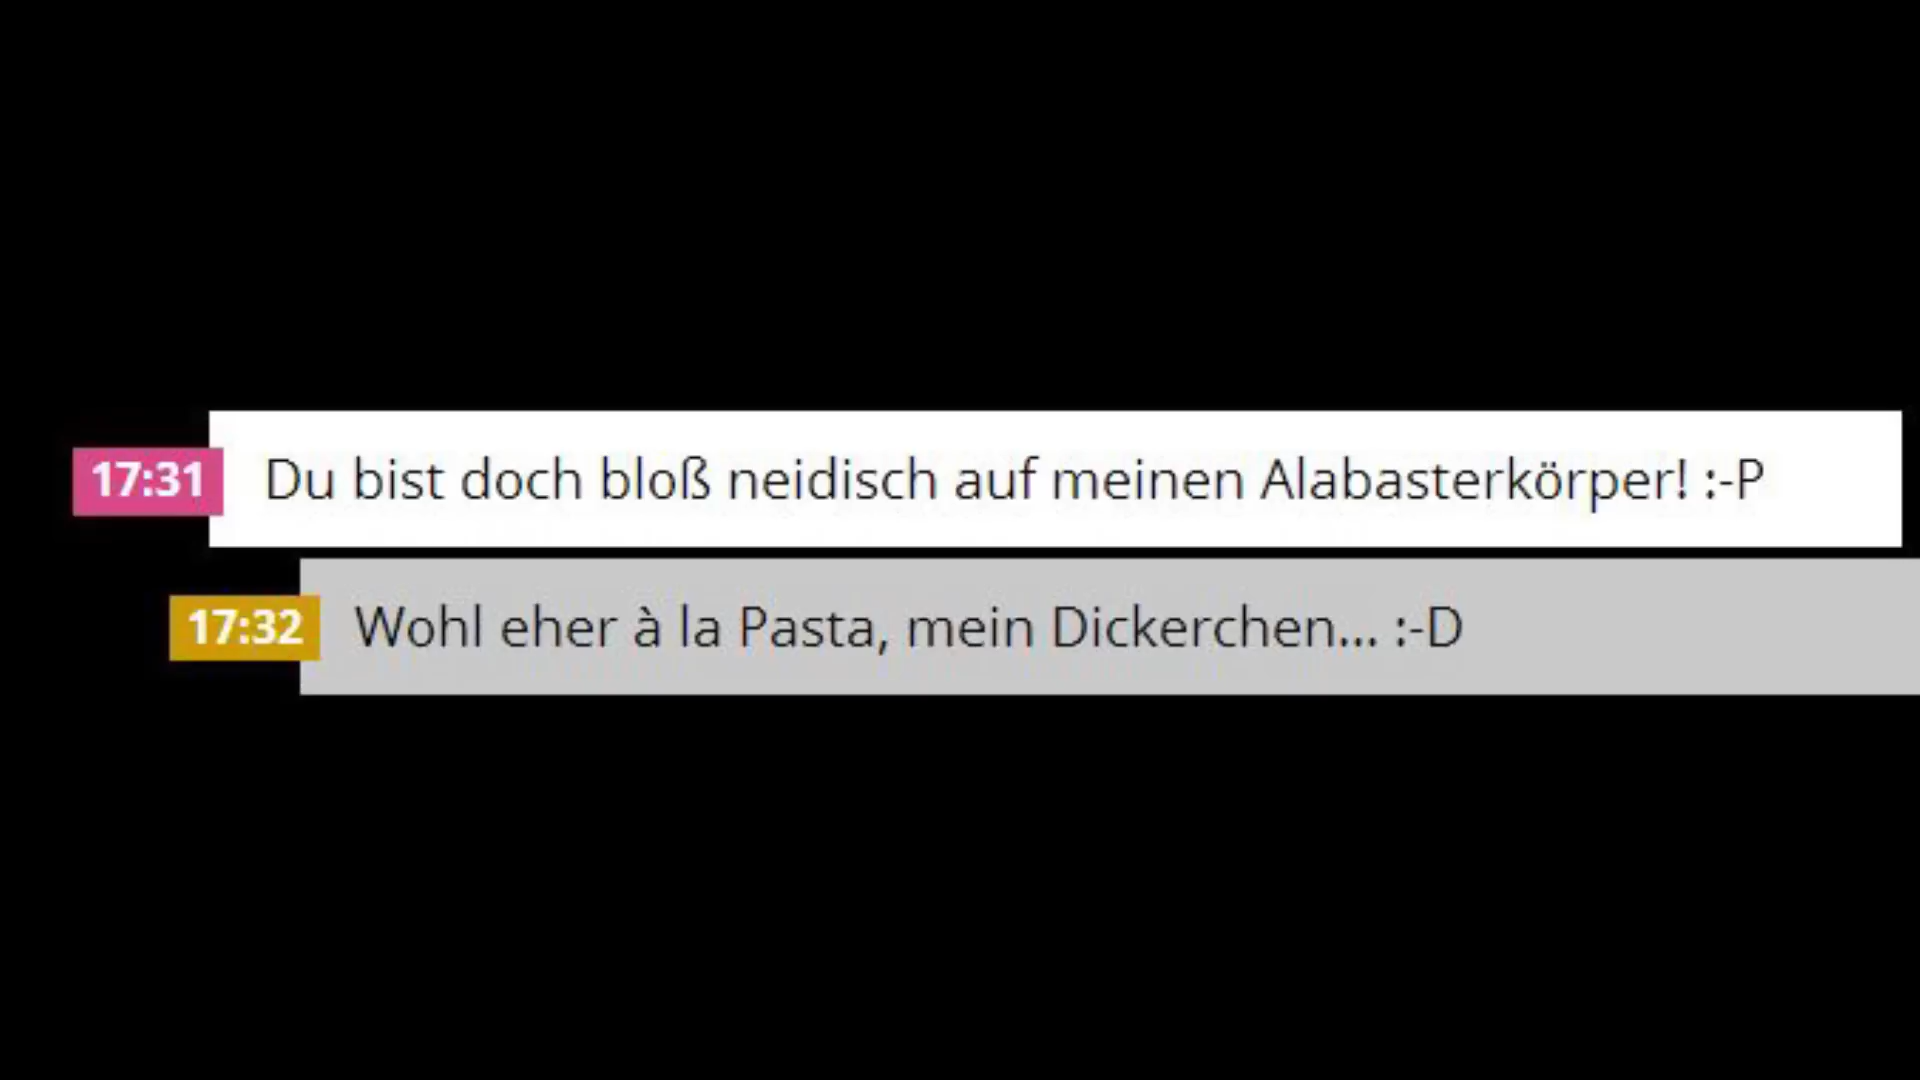 17:31 Du bist doch bloß neidisch auf meinen Alabasterkörper! :-P
17:32 Wohl eher à la Pasta, mein Dickerchen... :-D